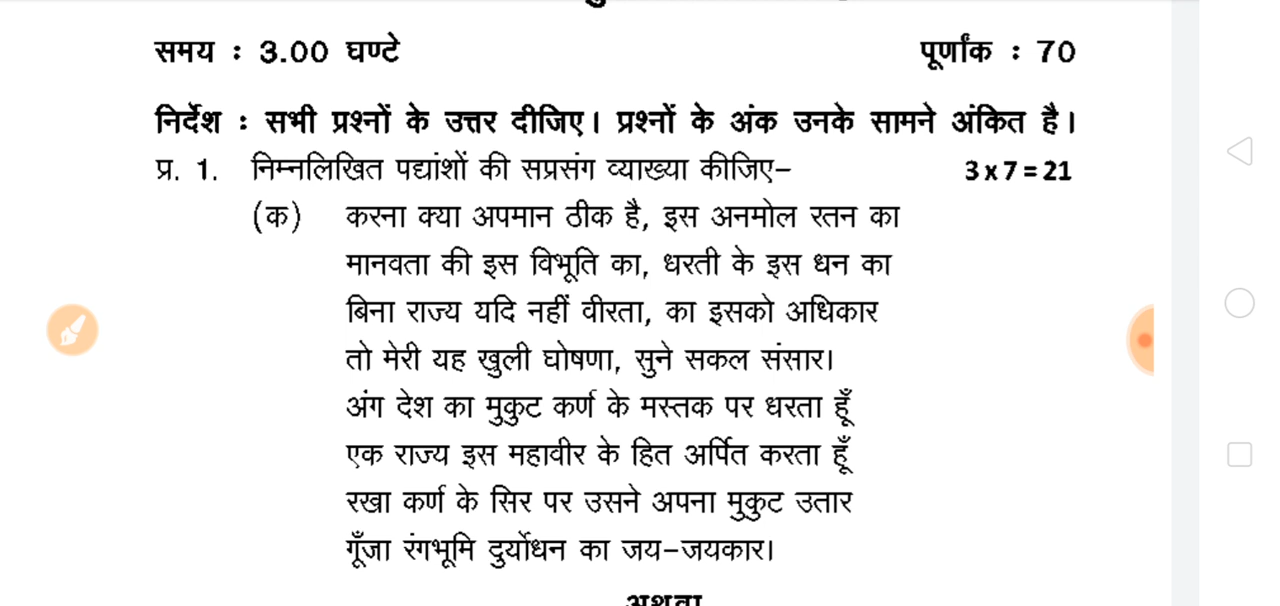 समय : 3.00 घण्टे पूर्णांक : 70
निर्देश : सभी प्रश्नों के उत्तर दीजिए। प्रश्नों के अंक उनके सामने अंकित है।
प्र. 1. निम्नलिखित पद्यांशों की सप्रसंग व्याख्या कीजिए– 3 x 7 = 21
(क) करना क्या अपमान ठीक है, इस अनमोल रतन का
मानवता की इस विभूति का, धरती के इस धन का
बिना राज्य यदि नहीं वीरता, का इसको अधिकार
तो मेरी यह खुली घोषणा, सुने सकल संसार।
अंग देश का मुकुट कर्ण के मस्तक पर धरता हूँ
एक राज्य इस महावीर के हित अर्पित करता हूँ
रखा कर्ण के सिर पर उसने अपना मुकुट उतार
गूँजा रंगभूमि दुर्योधन का जय–जयकार।
अथवा